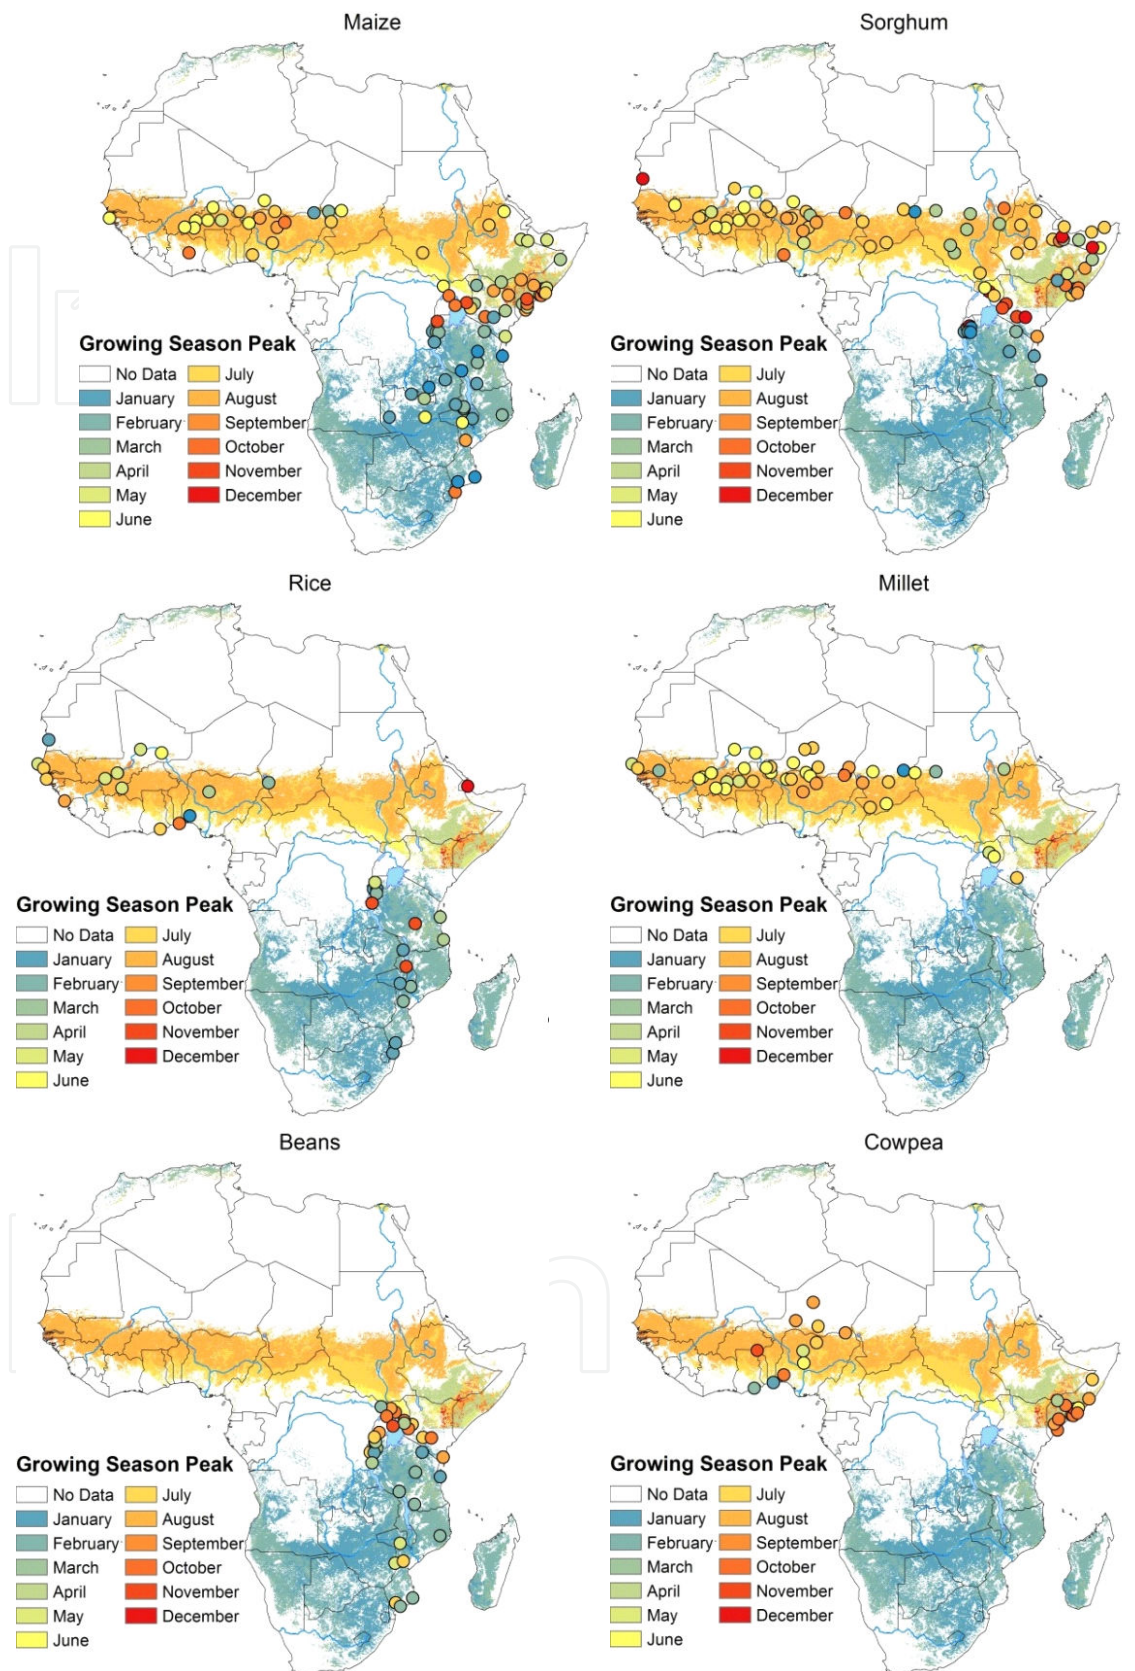 Maize
Growing Season Peak
No Data July
January August
February September
March October
April November
May December
June
Sorghum
Growing Season Peak
No Data July
January August
February September
March October
April November
May December
June
Rice
Growing Season Peak
No Data July
January August
February September
March October
April November
May December
June
Millet
Growing Season Peak
No Data July
January August
February September
March October
April November
May December
June
Beans
Growing Season Peak
No Data July
January August
February September
March October
April November
May December
June
Cowpea
Growing Season Peak
No Data July
January August
February September
March October
April November
May December
June